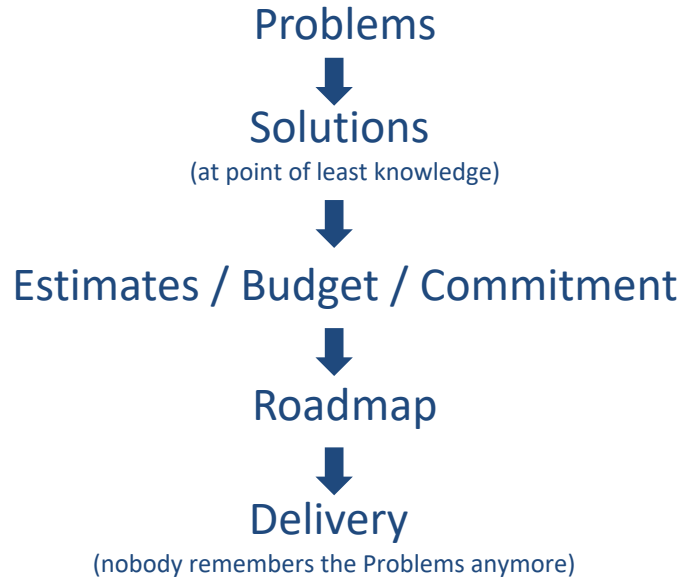 Problems
Solutions
(at point of least knowledge)
Estimates / Budget / Commitment
Roadmap
Delivery
(nobody remembers the Problems anymore)